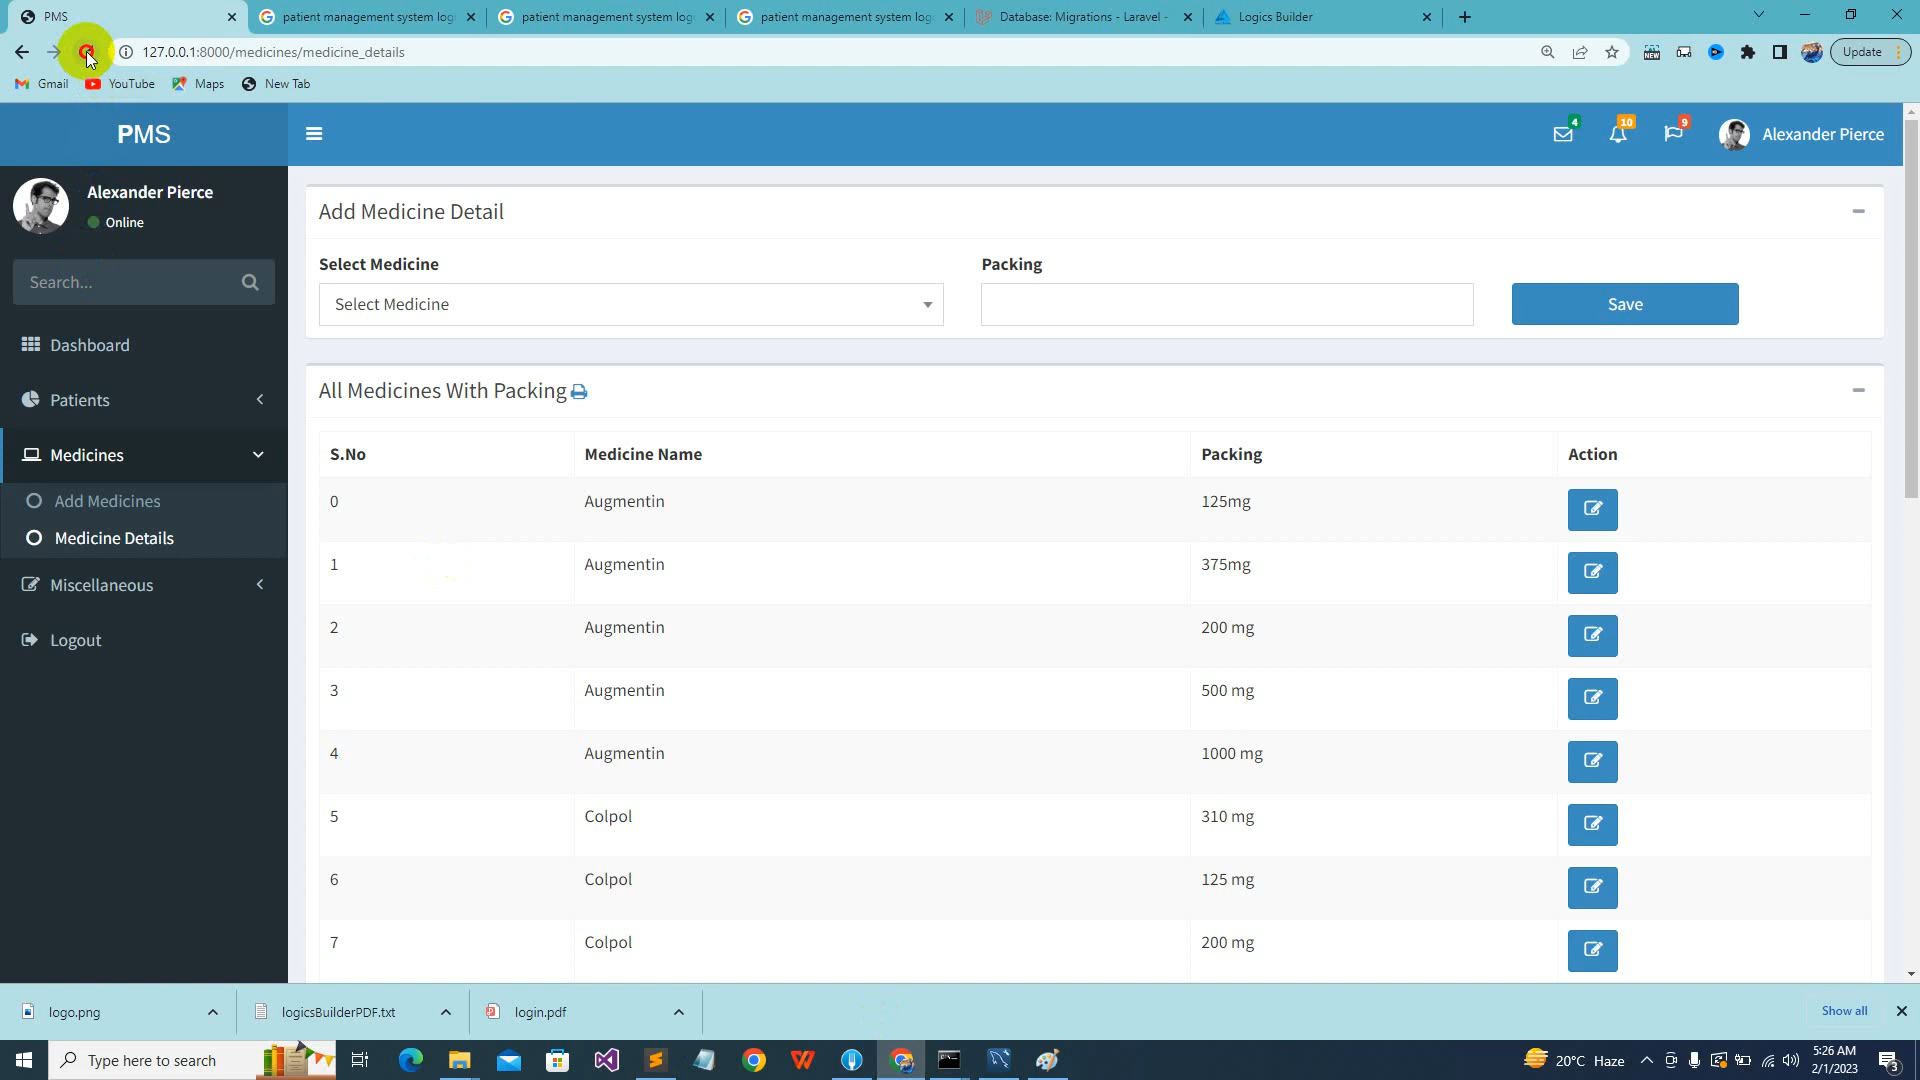 PMS
patient management system log
patient management system log
patient management system log
Database: Migrations - Laravel -
Logics Builder
127.0.0.1:8000/medicines/medicine_details
NEW
Update
Gmail
YouTube
Maps
New Tab
PMS
4
10
9
Alexander Pierce
Alexander Pierce
Online
Search...
Dashboard
Patients
Medicines
Add Medicines
Medicine Details
Miscellaneous
Logout
Add Medicine Detail
Select Medicine
Packing
Select Medicine
Save
All Medicines With Packing
S.No Medicine Name Packing Action
0 Augmentin 125mg
1 Augmentin 375mg
2 Augmentin 200 mg
3 Augmentin 500 mg
4 Augmentin 1000 mg
5 Colpol 310 mg
6 Colpol 125 mg
7 Colpol 200 mg
logo.png
logicsBuilderPDF.txt
login.pdf
Show all
Type here to search
20°C Haze
5:26 AM
2/1/2023
3